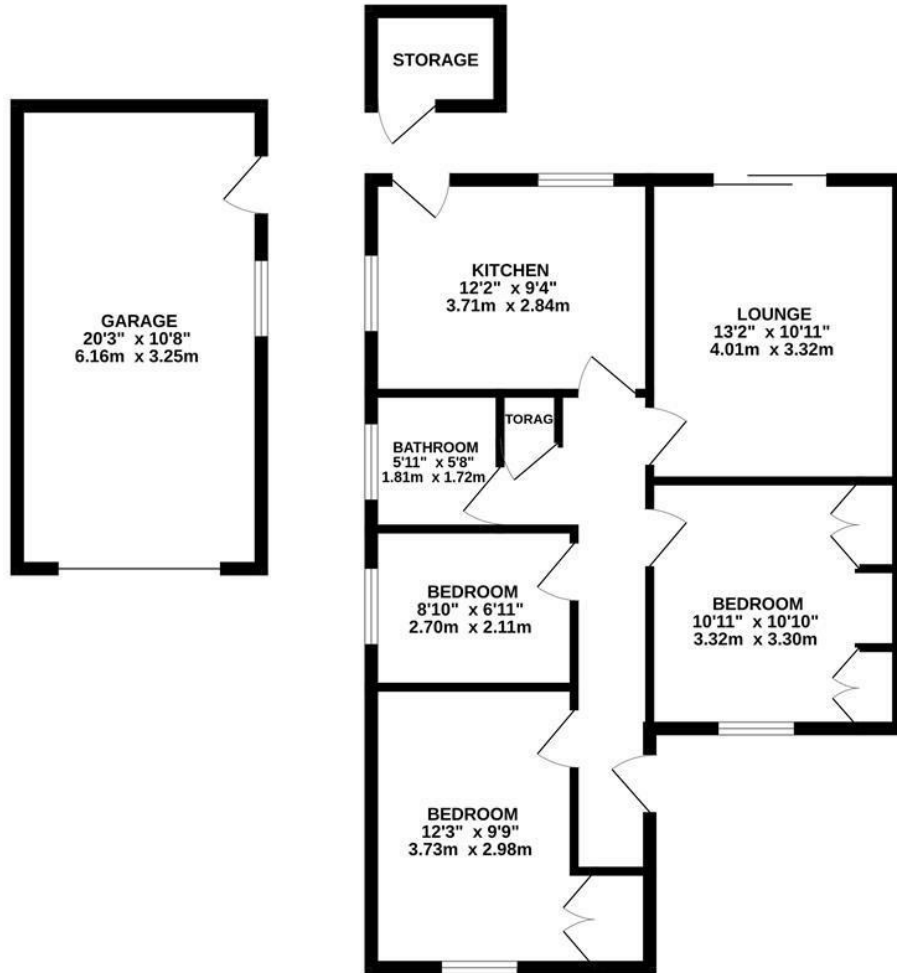 STORAGE
GARAGE
20'3" x 10'8"
6.16m x 3.25m
KITCHEN
12'2" x 9'4"
3.71m x 2.84m
LOUNGE
13'2" x 10'11"
4.01m x 3.32m
TORAG
BATHROOM
5'11" x 5'8"
1.81m x 1.72m
BEDROOM
8'10" x 6'11"
2.70m x 2.11m
BEDROOM
10'11" x 10'10"
3.32m x 3.30m
BEDROOM
12'3" x 9'9"
3.73m x 2.98m